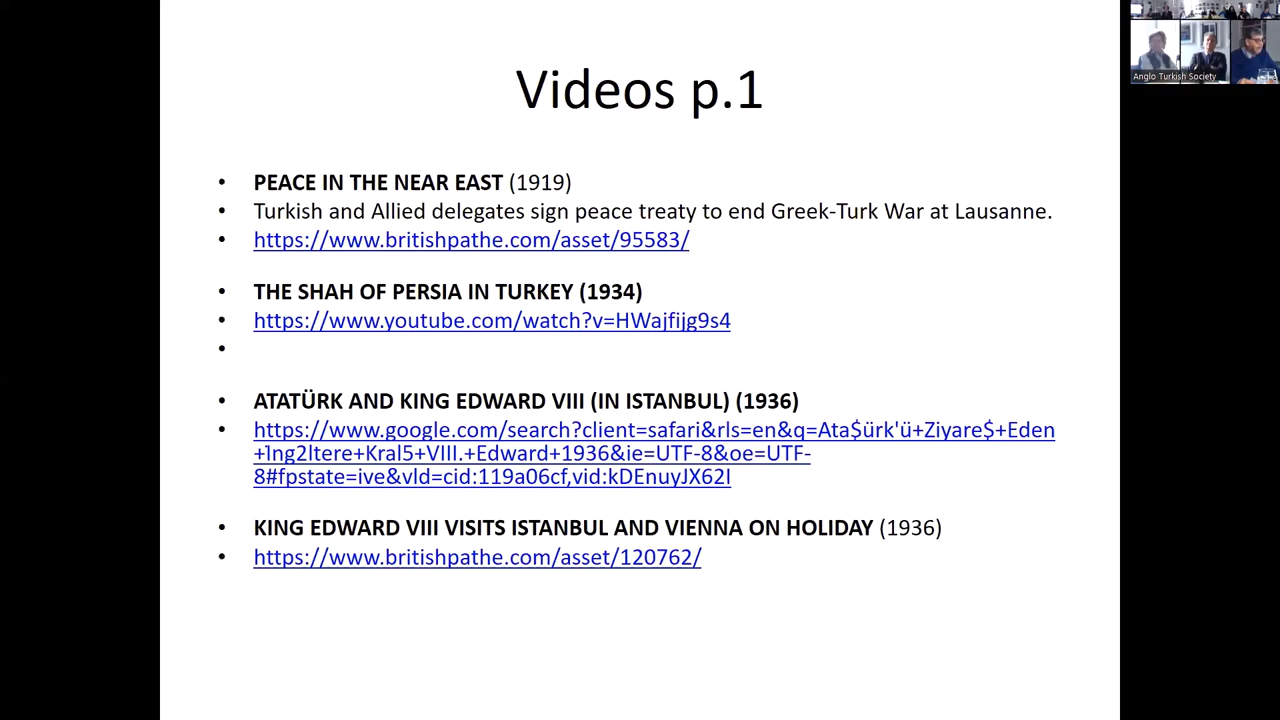 Videos p.1
• PEACE IN THE NEAR EAST (1919)
• Turkish and Allied delegates sign peace treaty to end Greek-Turk War at Lausanne.
• https://www.britishpathe.com/asset/95583/
• THE SHAH OF PERSIA IN TURKEY (1934)
• https://www.youtube.com/watch?v=HWajfijg9s4
•
• ATATÜRK AND KING EDWARD VIII (IN ISTANBUL) (1936)
• https://www.google.com/search?client=safari&rls=en&q=Ata$ürk'ü+Ziyare$+Eden
+İng2ltere+Kral5+VIII.+Edward+1936&ie=UTF-8&oe=UTF-
8#fpstate=ive&vld=cid:119a06cf,vid:kDEnuyJX62I
• KING EDWARD VIII VISITS ISTANBUL AND VIENNA ON HOLIDAY (1936)
• https://www.britishpathe.com/asset/120762/
Anglo Turkish Society